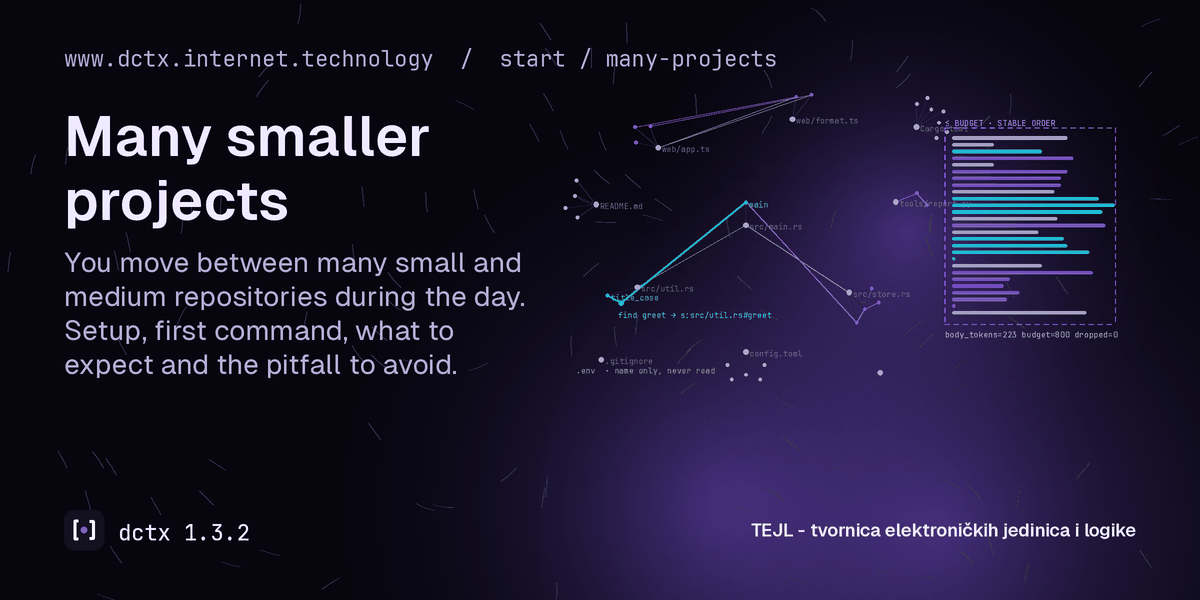 www.dctx.internet.technology / start / many-projects
Many smaller
projects
You move between many small and
medium repositories during the day.
Setup, first command, what to
expect and the pitfall to avoid.
web/format.ts
web/app.ts
README.md
≤ BUDGET · STABLE ORDER
main
src/main.rs
src/util.rs
title_case
find greet → s:src/util.rs#greet
src/store.rs
body_tokens=223 budget=800 dropped=0
.gitignore
.env · name only, never read
config.toml
dctx 1.3.2
TEJL - tvornica elektroničkih jedinica i logike